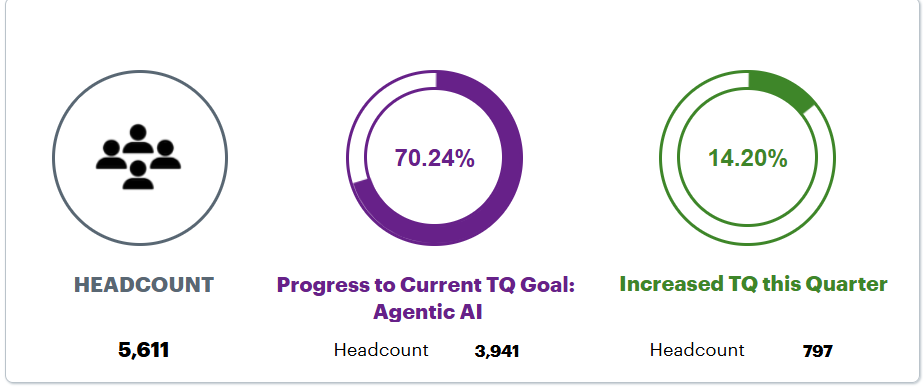 70.24%
14.20%
HEADCOUNT
Progress to Current TQ Goal:
Agentic AI
Increased TQ this Quarter
5,611
Headcount 3,941
Headcount 797